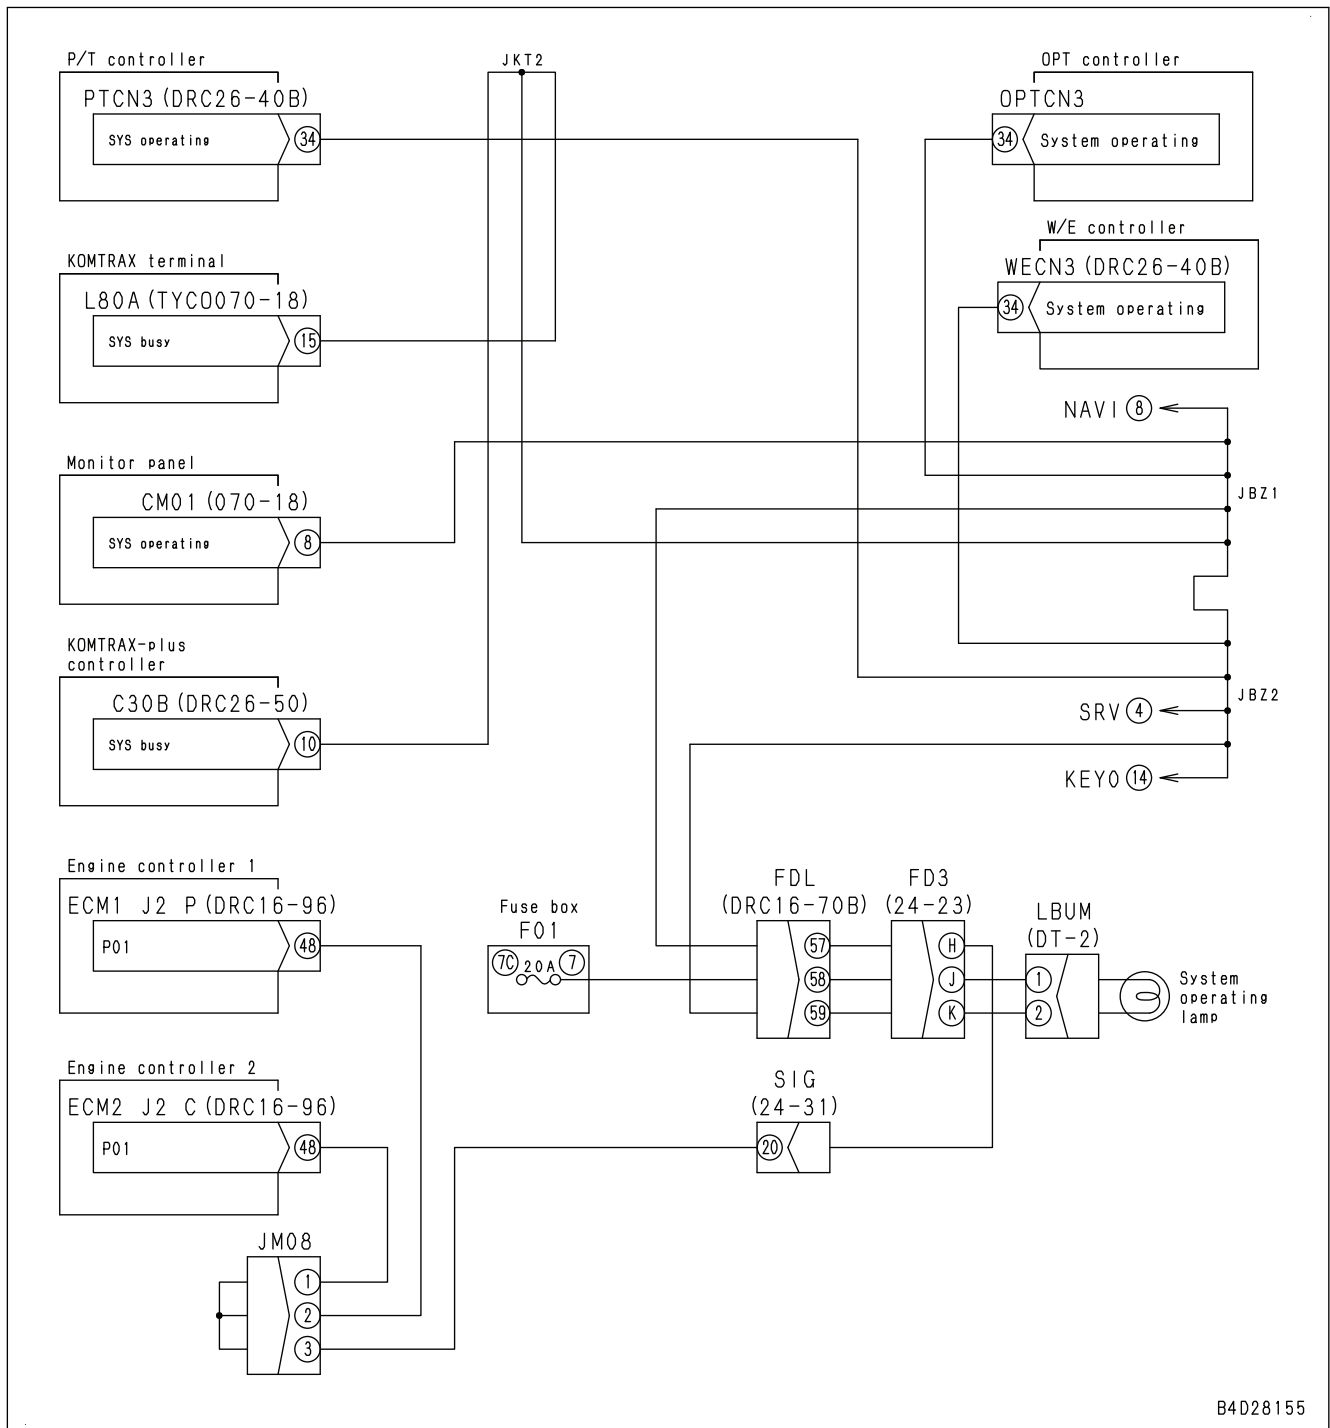 P/T controller
PTCN3 (DRC26-40B)
SYS operating
34
JKT2
OPT controller
OPTCN3
34
System operating
W/E controller
WECN3 (DRC26-40B)
34
System operating
KOMTRAX terminal
L80A (TYCO070-18)
SYS busy
15
NAVI 8
JBZ1
Monitor panel
CM01 (070-18)
SYS operating
8
KOMTRAX-plus
controller
C30B (DRC26-50)
SYS busy
10
JBZ2
SRV 4
KEY0 14
Engine controller 1
ECM1 J2 P (DRC16-96)
P01
48
Fuse box
F01
7C 20A 7
FDL
(DRC16-70B)
57
58
59
FD3
(24-23)
H
J
K
LBUM
(DT-2)
1
2
System
operating
lamp
Engine controller 2
ECM2 J2 C (DRC16-96)
P01
48
SIG
(24-31)
20
JM08
1
2
3
B4D28155